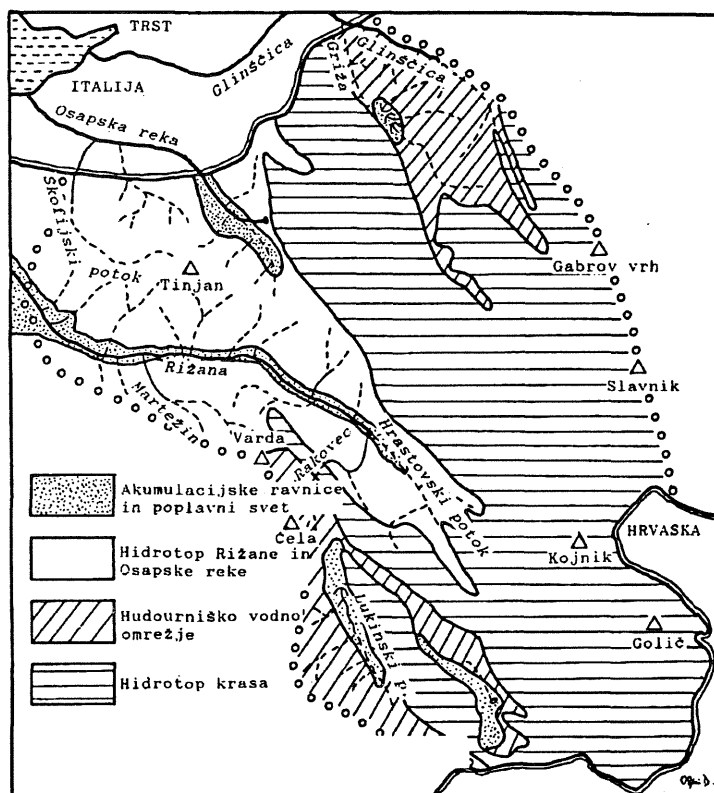 TRST
Glinščica
Griža
Glinščica
ITALIJA
Osapska reka
Škofijski
potok
Tinjan
Gabrov vrh
Rižana
Slavnik
Martežin
Varda
Rakovec
Hrastovski potok
HRVAŠKA
Čela
Kojnik
Lukinski p.
Golič
Akumulacijske ravnice
in poplavni svet
Hidrotop Rižane in
Osapske reke
Hudourniško vodno
omrežje
Hidrotop krasa